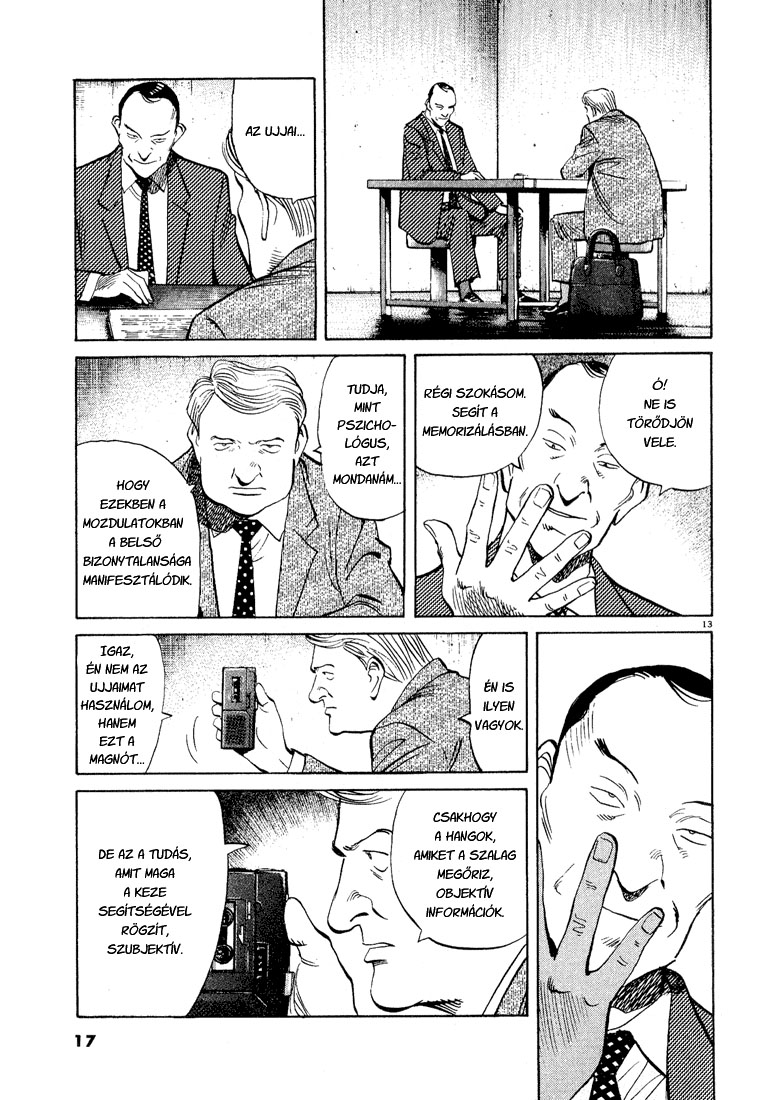 AZ UJJAI...
Ó!
NE IS
TÖRŐDJÖN
VELE.
RÉGI SZOKÁSOM.
SEGÍT A
MEMORIZÁLÁSBAN.
TUDJA,
MINT
PSZICHO-
LÓGUS,
AZT
MONDANÁM...
HOGY
EZEKBEN A
MOZDULATOKBAN
A BELSŐ
BIZONYTALANSÁGA
MANIFESZTÁLÓDIK.
13
ÉN IS
ILYEN
VAGYOK.
IGAZ,
ÉN NEM AZ
UJJAIMAT
HASZNÁLOM,
HANEM
EZT A
MAGNÓT...
CSAKHOGY
A HANGOK,
AMIKET A SZALAG
MEGŐRIZ,
OBJEKTÍV
INFORMÁCIÓK.
DE AZ A TUDÁS,
AMIT MAGA
A KEZE
SEGÍTSÉGÉVEL
RÖGZÍT,
SZUBJEKTÍV.
17